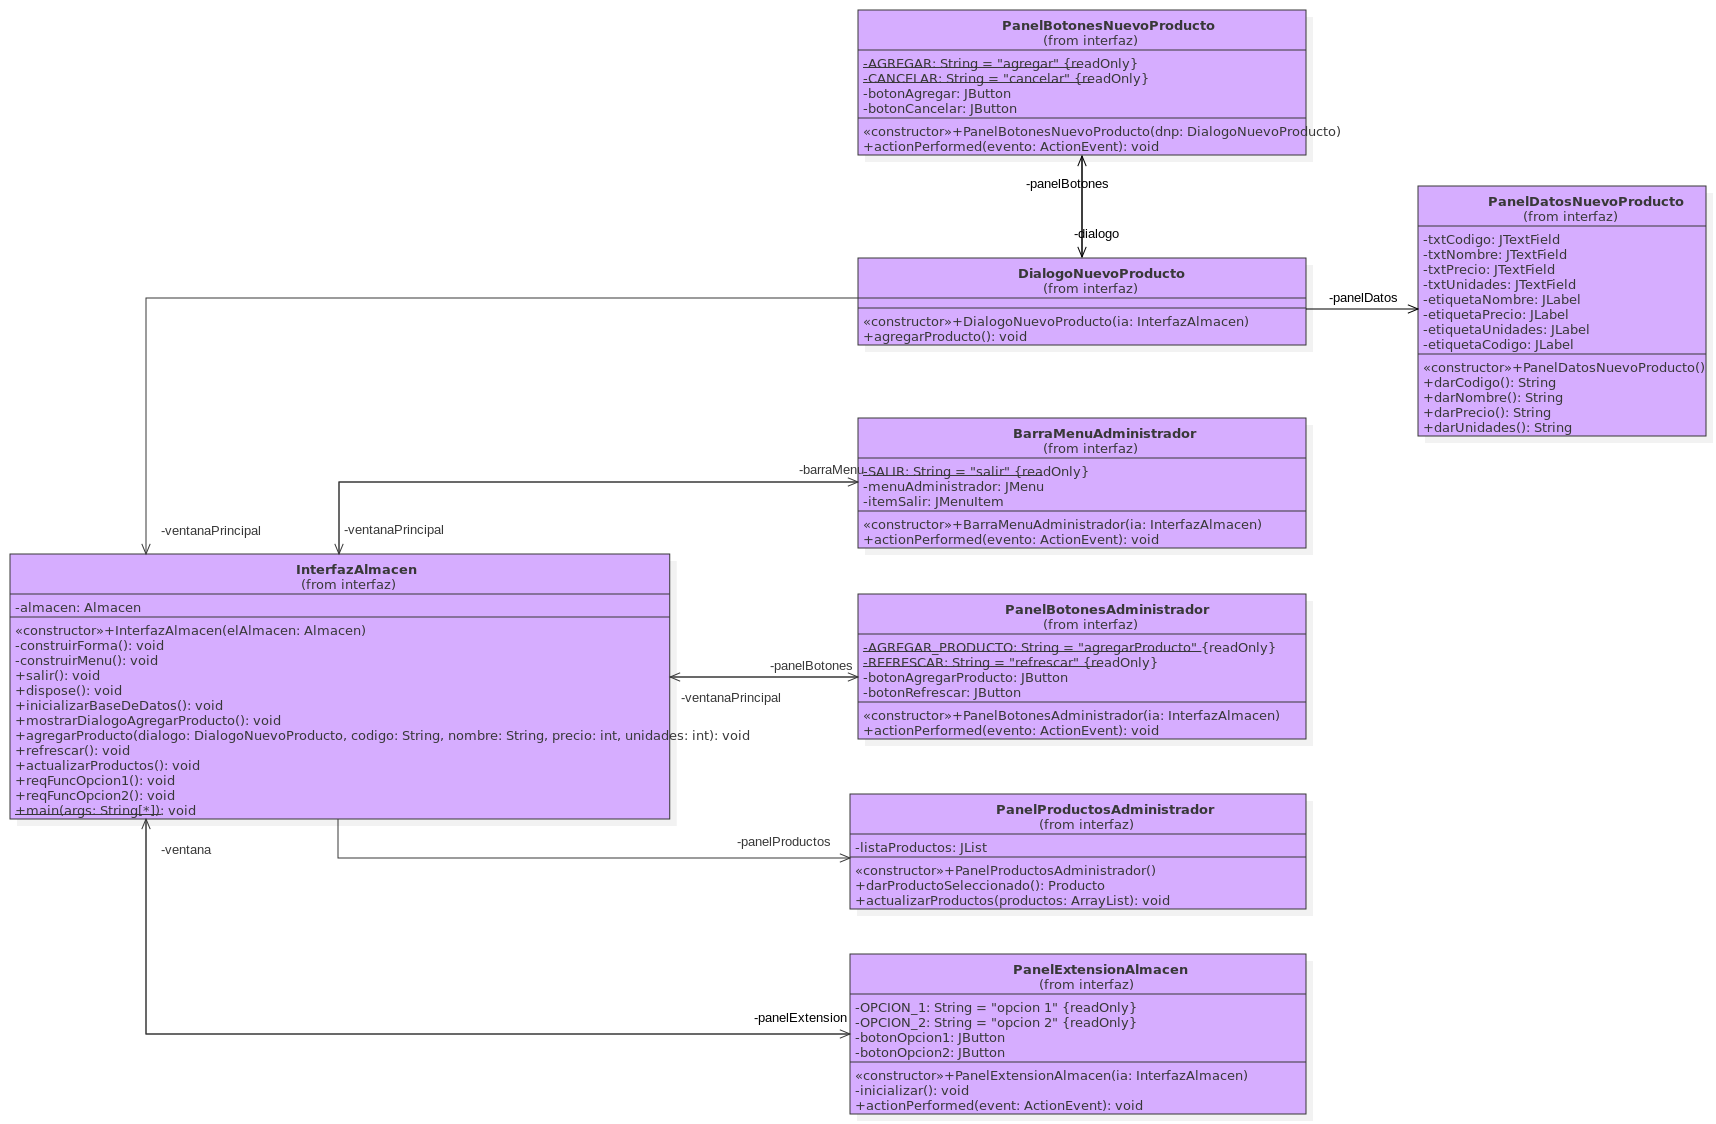 PanelBotonesNuevoProducto
(from interfaz)
-AGREGAR: String = "agregar" {readOnly}
-CANCELAR: String = "cancelar" {readOnly}
-botonAgregar: JButton
-botonCancelar: JButton
«constructor»+PanelBotonesNuevoProducto(dnp: DialogoNuevoProducto)
+actionPerformed(evento: ActionEvent): void
-panelBotones
-dialogo
DialogoNuevoProducto
(from interfaz)
«constructor»+DialogoNuevoProducto(ia: InterfazAlmacen)
+agregarProducto(): void
-panelDatos
PanelDatosNuevoProducto
(from interfaz)
-txtCodigo: JTextField
-txtNombre: JTextField
-txtPrecio: JTextField
-txtUnidades: JTextField
-etiquetaNombre: JLabel
-etiquetaPrecio: JLabel
-etiquetaUnidades: JLabel
-etiquetaCodigo: JLabel
«constructor»+PanelDatosNuevoProducto()
+darCodigo(): String
+darNombre(): String
+darPrecio(): String
+darUnidades(): String
BarraMenuAdministrador
(from interfaz)
-SALIR: String = "salir" {readOnly}
-menuAdministrador: JMenu
-itemSalir: JMenuItem
«constructor»+BarraMenuAdministrador(ia: InterfazAlmacen)
+actionPerformed(evento: ActionEvent): void
-barraMenu
-ventanaPrincipal
-ventanaPrincipal
InterfazAlmacen
(from interfaz)
-almacen: Almacen
«constructor»+InterfazAlmacen(elAlmacen: Almacen)
-construirForma(): void
-construirMenu(): void
+salir(): void
+dispose(): void
+inicializarBaseDeDatos(): void
+mostrarDialogoAgregarProducto(): void
+agregarProducto(dialogo: DialogoNuevoProducto, codigo: String, nombre: String, precio: int, unidades: int): void
+refrescar(): void
+actualizarProductos(): void
+reqFuncOpcion1(): void
+reqFuncOpcion2(): void
+main(args: String[*]): void
-panelBotones
-ventanaPrincipal
PanelBotonesAdministrador
(from interfaz)
-AGREGAR_PRODUCTO: String = "agregarProducto" {readOnly}
-REFRESCAR: String = "refrescar" {readOnly}
-botonAgregarProducto: JButton
-botonRefrescar: JButton
«constructor»+PanelBotonesAdministrador(ia: InterfazAlmacen)
+actionPerformed(evento: ActionEvent): void
-panelProductos
PanelProductosAdministrador
(from interfaz)
-listaProductos: JList
«constructor»+PanelProductosAdministrador()
+darProductoSeleccionado(): Producto
+actualizarProductos(productos: ArrayList): void
-ventana
-panelExtension
PanelExtensionAlmacen
(from interfaz)
-OPCION_1: String = "opcion 1" {readOnly}
-OPCION_2: String = "opcion 2" {readOnly}
-botonOpcion1: JButton
-botonOpcion2: JButton
«constructor»+PanelExtensionAlmacen(ia: InterfazAlmacen)
-inicializar(): void
+actionPerformed(event: ActionEvent): void